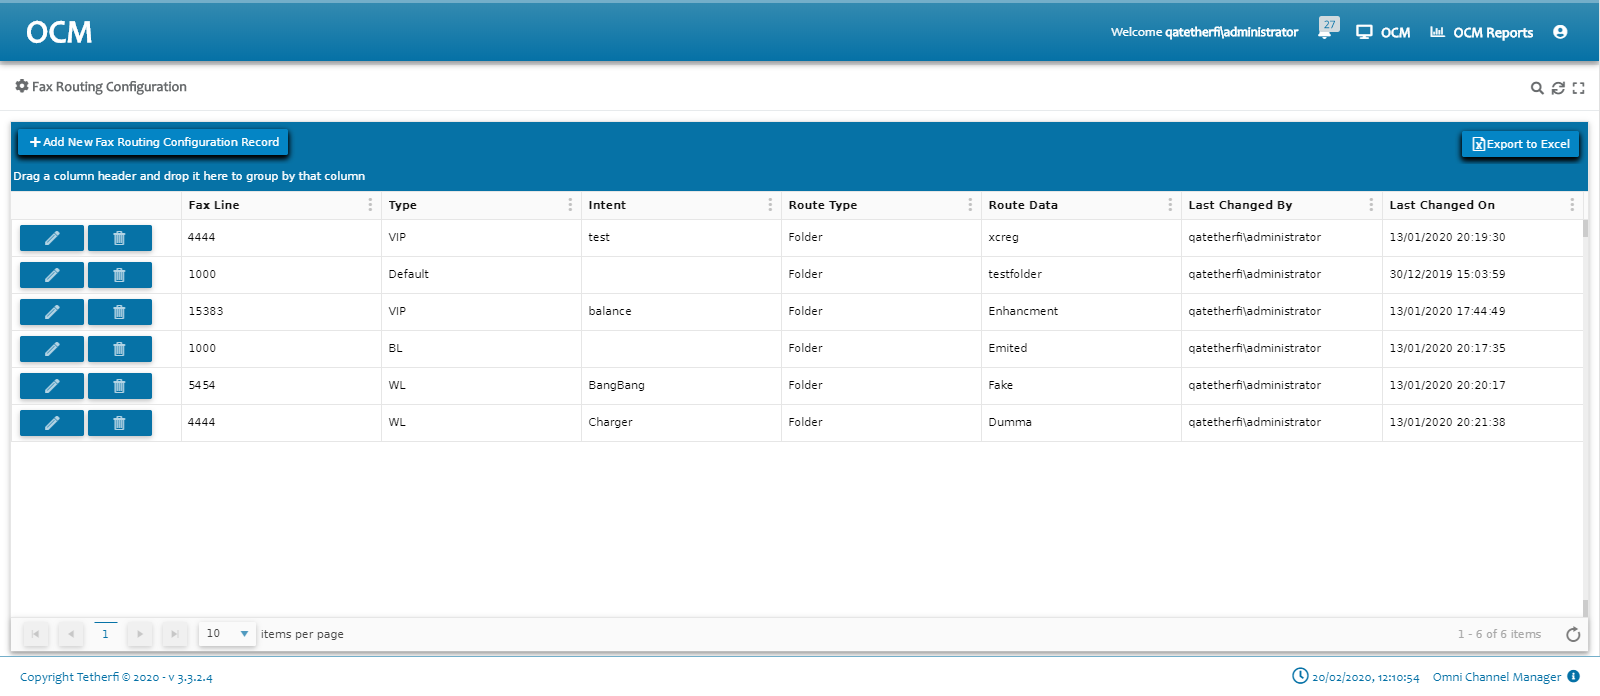 OCM
Welcome qatetherfi\administrator
27
OCM
OCM Reports
Fax Routing Configuration
Add New Fax Routing Configuration Record
Export to Excel
Drag a column header and drop it here to group by that column
Fax Line Type Intent Route Type Route Data Last Changed By Last Changed On
4444 VIP test Folder xcreg qatetherfi\administrator 13/01/2020 20:19:30
1000 Default Folder testfolder qatetherfi\administrator 30/12/2019 15:03:59
15383 VIP balance Folder Enhancment qatetherfi\administrator 13/01/2020 17:44:49
1000 BL Folder Emited qatetherfi\administrator 13/01/2020 20:17:35
5454 WL BangBang Folder Fake qatetherfi\administrator 13/01/2020 20:20:17
4444 WL Charger Folder Dumma qatetherfi\administrator 13/01/2020 20:21:38
1 10 items per page 1 - 6 of 6 items
Copyright Tetherfi © 2020 - v 3.3.2.4 20/02/2020, 12:10:54 Omni Channel Manager